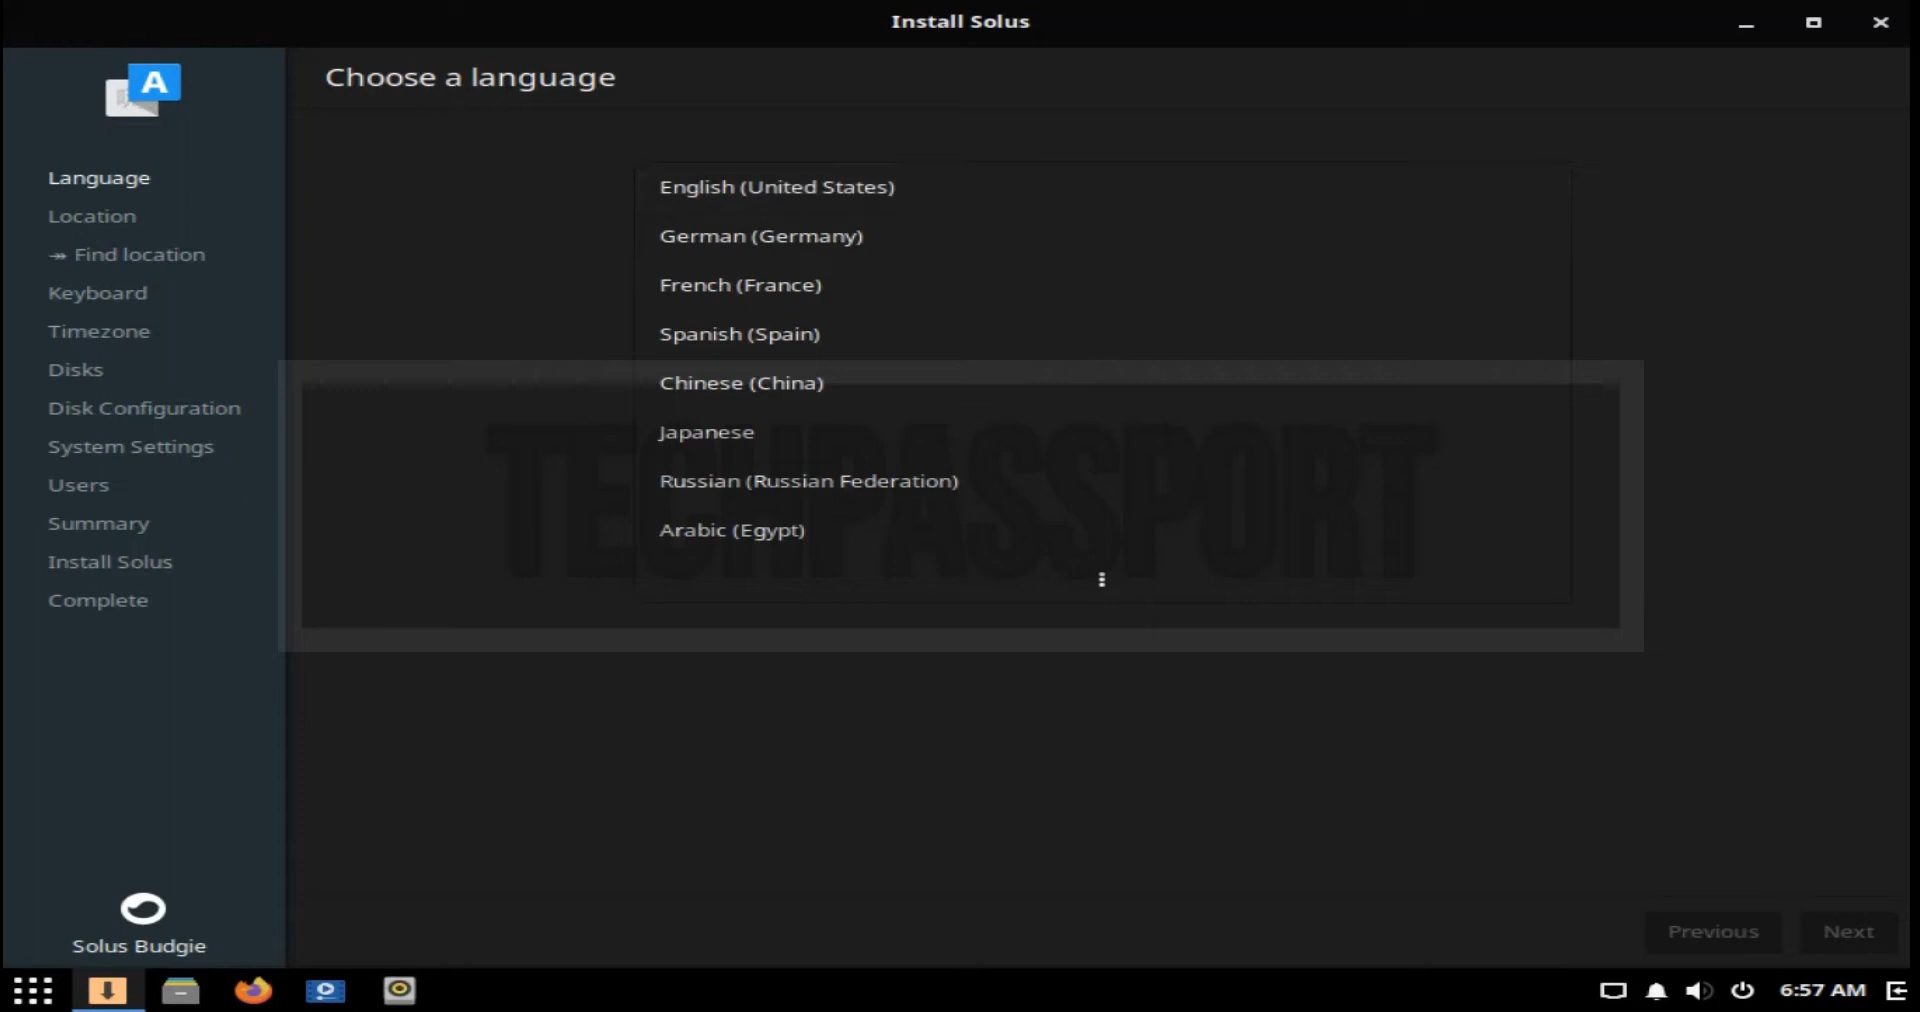 Install Solus
A
Choose a language
Language
Location
↠ Find location
Keyboard
Timezone
Disks
Disk Configuration
System Settings
Users
Summary
Install Solus
Complete
English (United States)
German (Germany)
French (France)
Spanish (Spain)
Chinese (China)
Japanese
Russian (Russian Federation)
Arabic (Egypt)
TECHPASSPORT
Solus Budgie
Previous
Next
6:57 AM